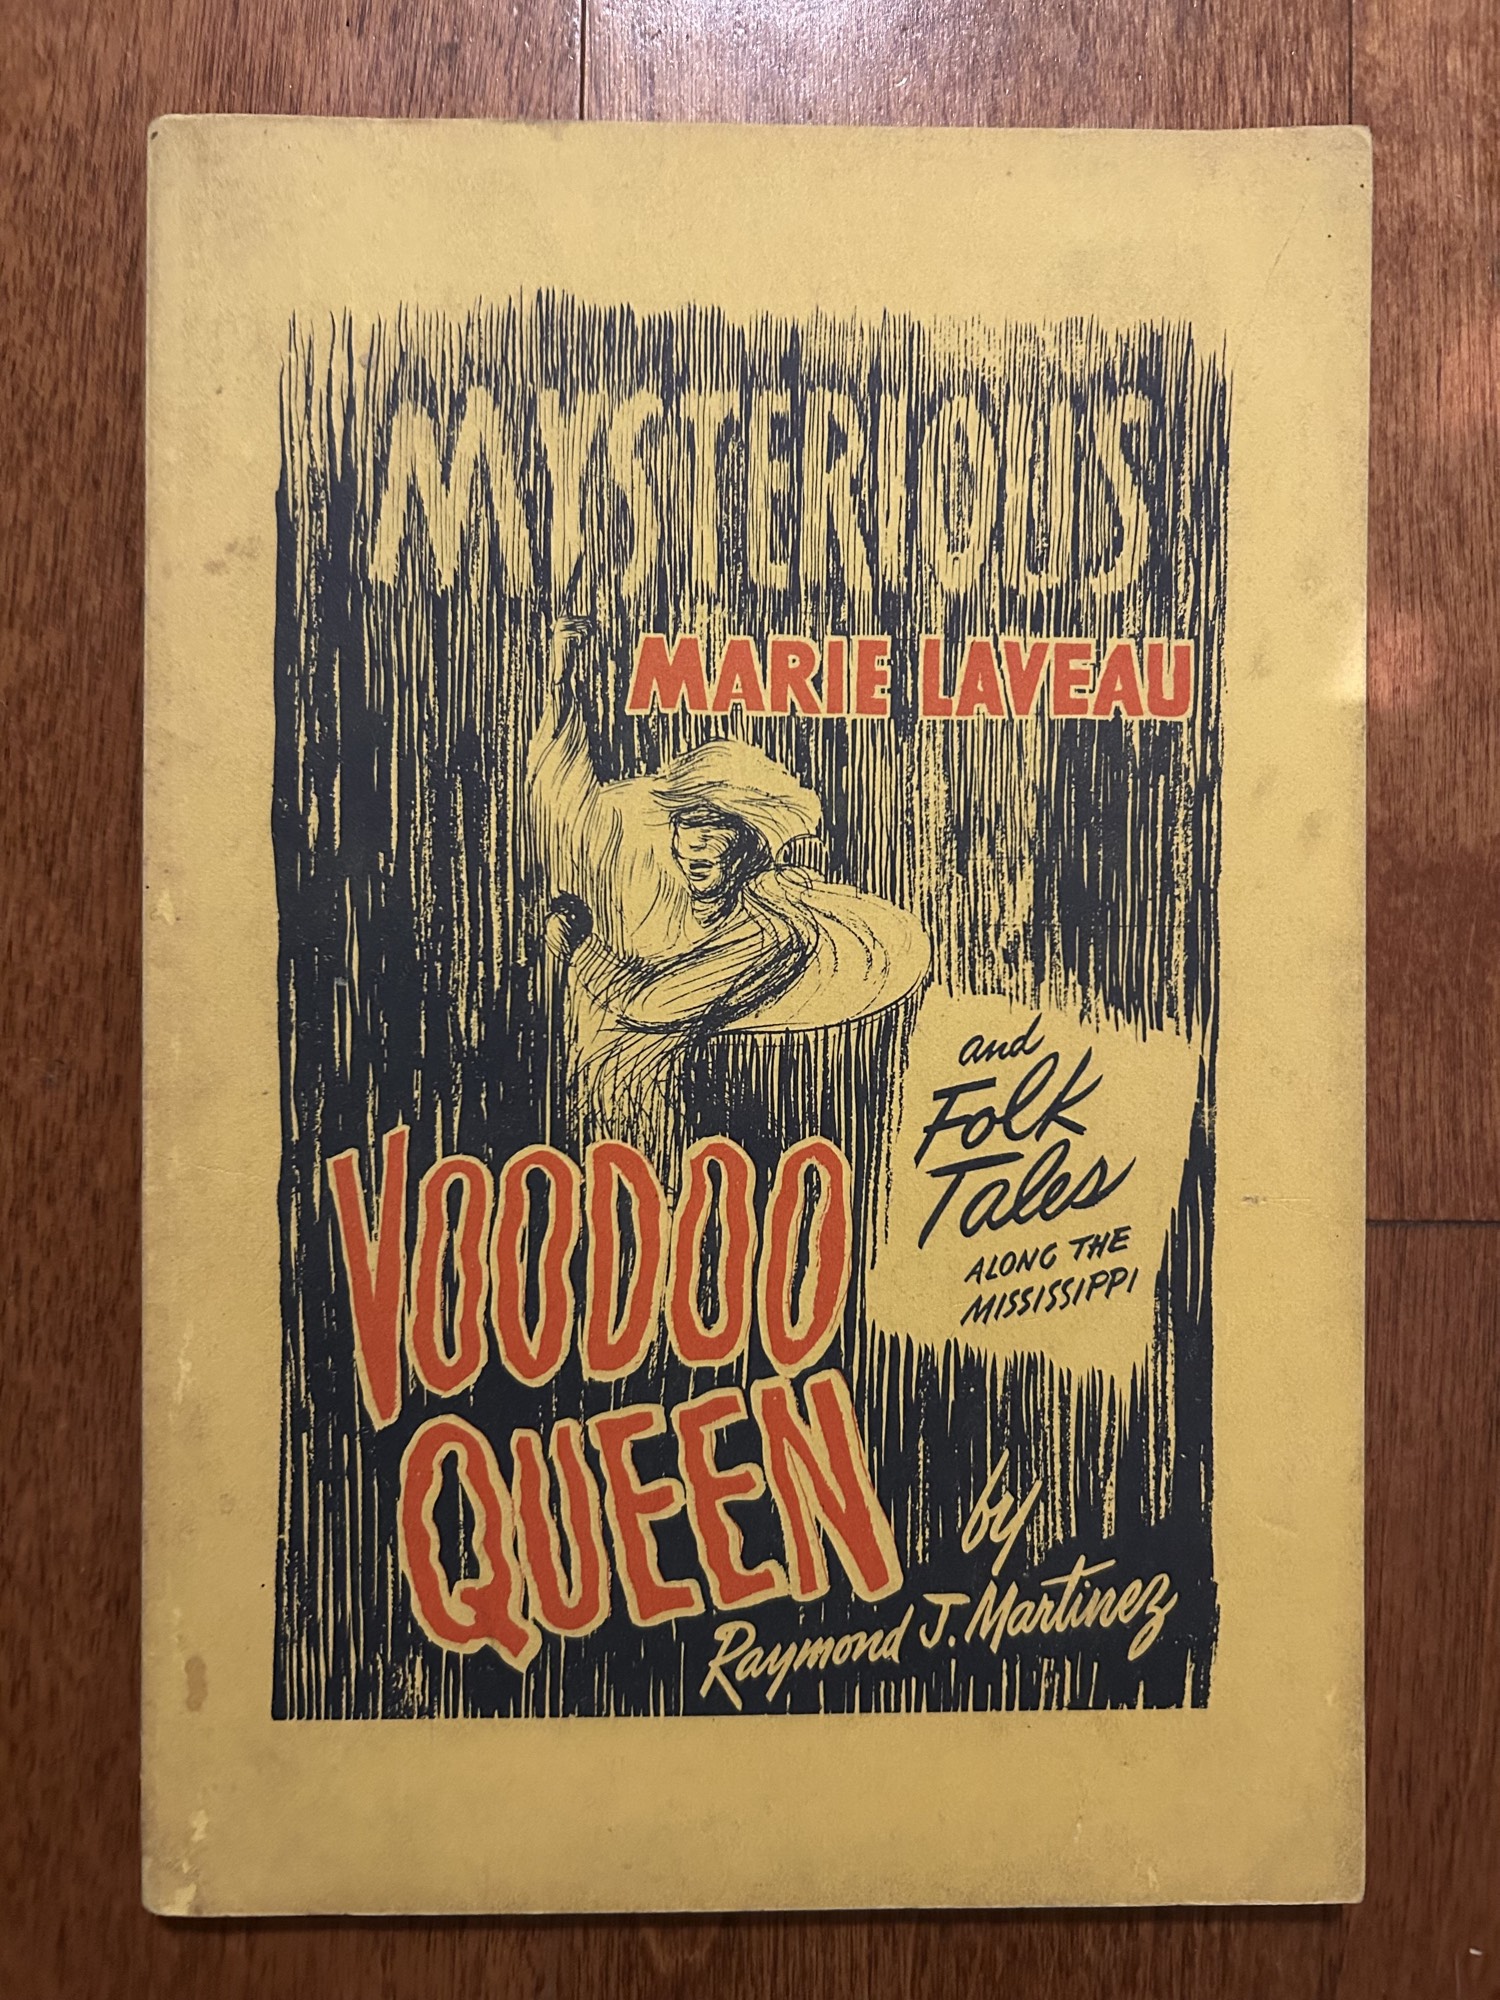 MYSTERIOUS
MARIE LAVEAU
VOODOO
QUEEN
and
Folk
Tales
ALONG THE
MISSISSIPPI
by
Raymond J. Martinez